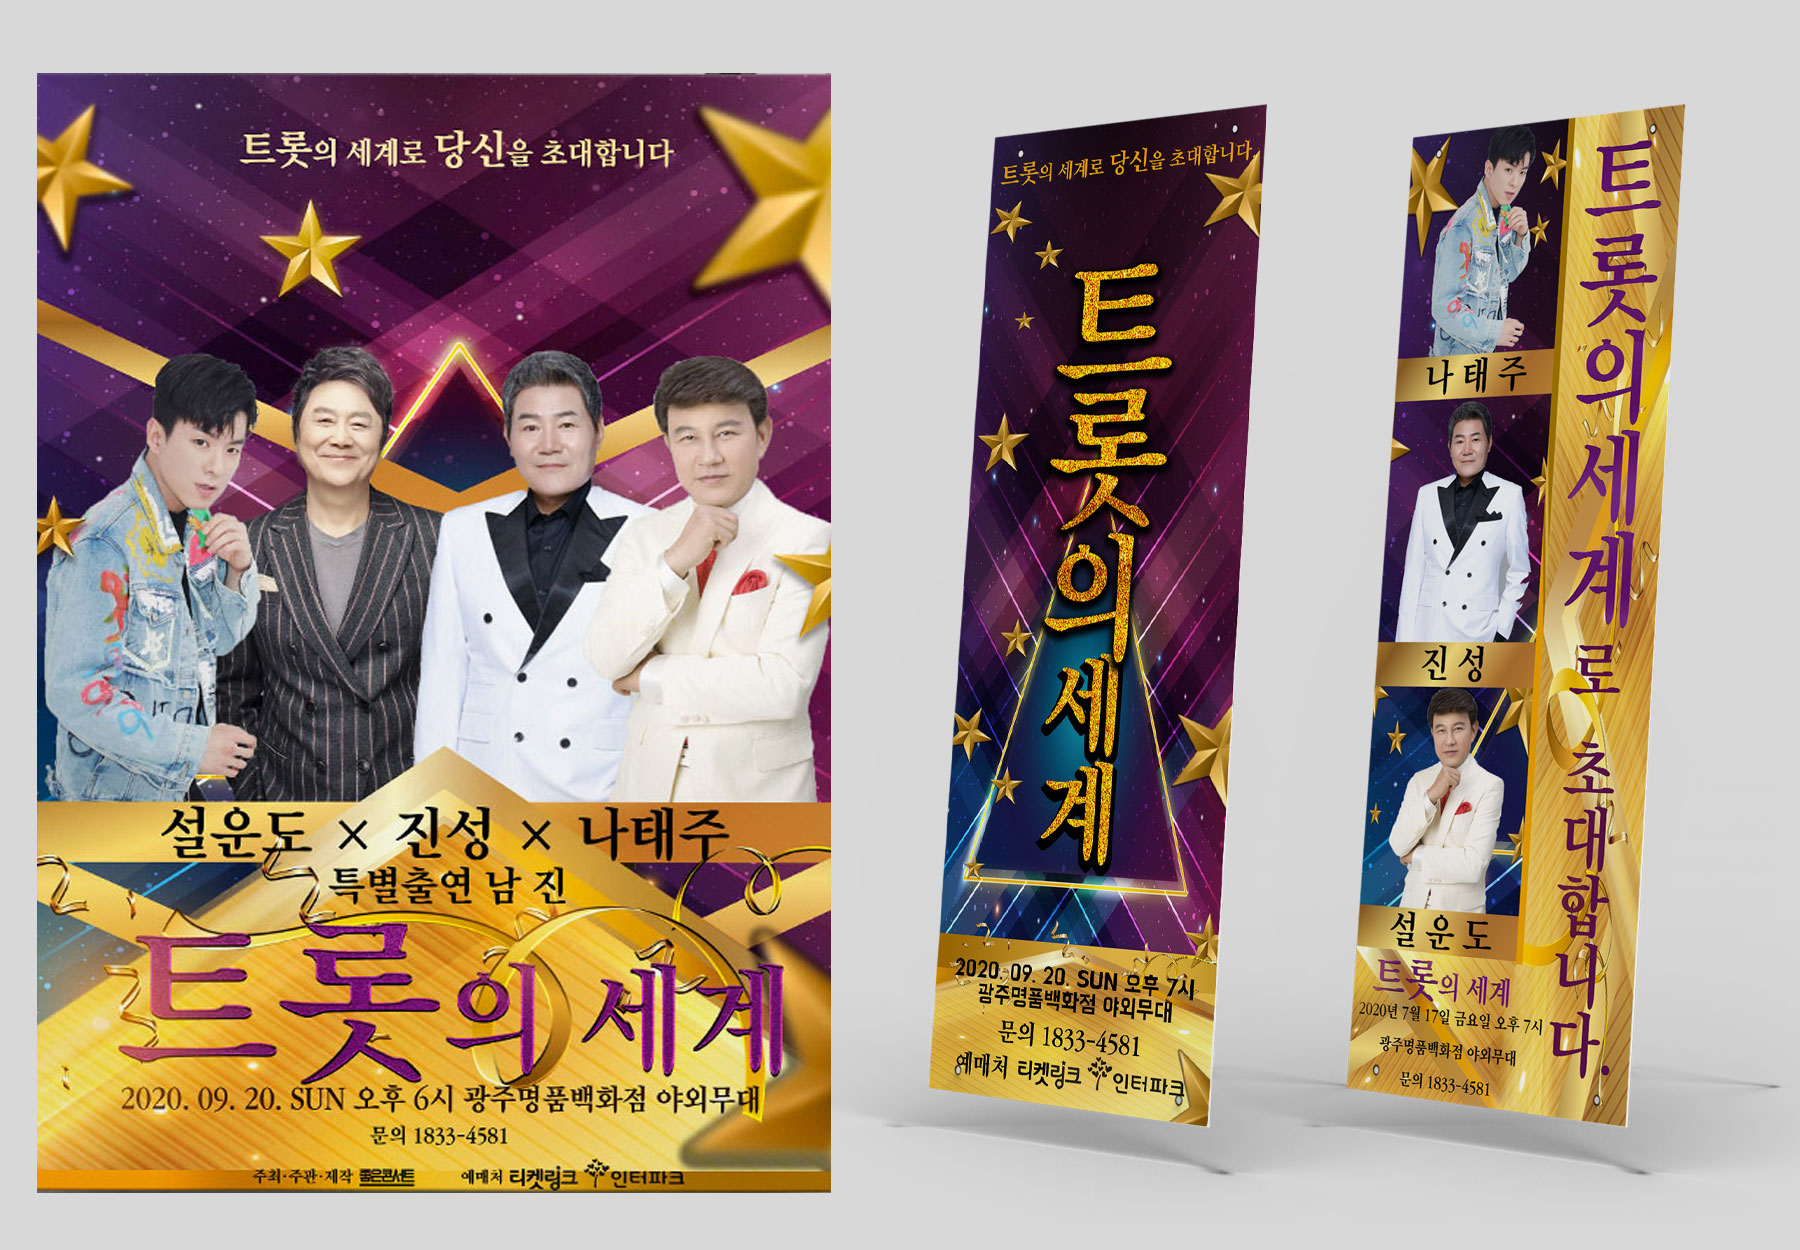 트롯의 세계로 당신을 초대합니다
설운도 × 진성 × 나태주
특별출연 남 진
트롯의 세계
2020. 09. 20. SUN 오후 6시 광주명품백화점 야외무대
문의 1833-4581
주최·주관·제작 좋은콘서트 예매처 티켓링크 인터파크
트롯의 세계로 당신을 초대합니다.
트롯의 세계
2020. 09. 20. SUN 오후 7시
광주명품백화점 야외무대
문의 1833-4581
예매처 티켓링크 인터파크
나태주
진성
설운도
트롯의 세계로 초대합니다.
트롯의 세계
2020년 7월 17일 금요일 오후 7시
광주명품백화점 야외무대
문의 1833-4581